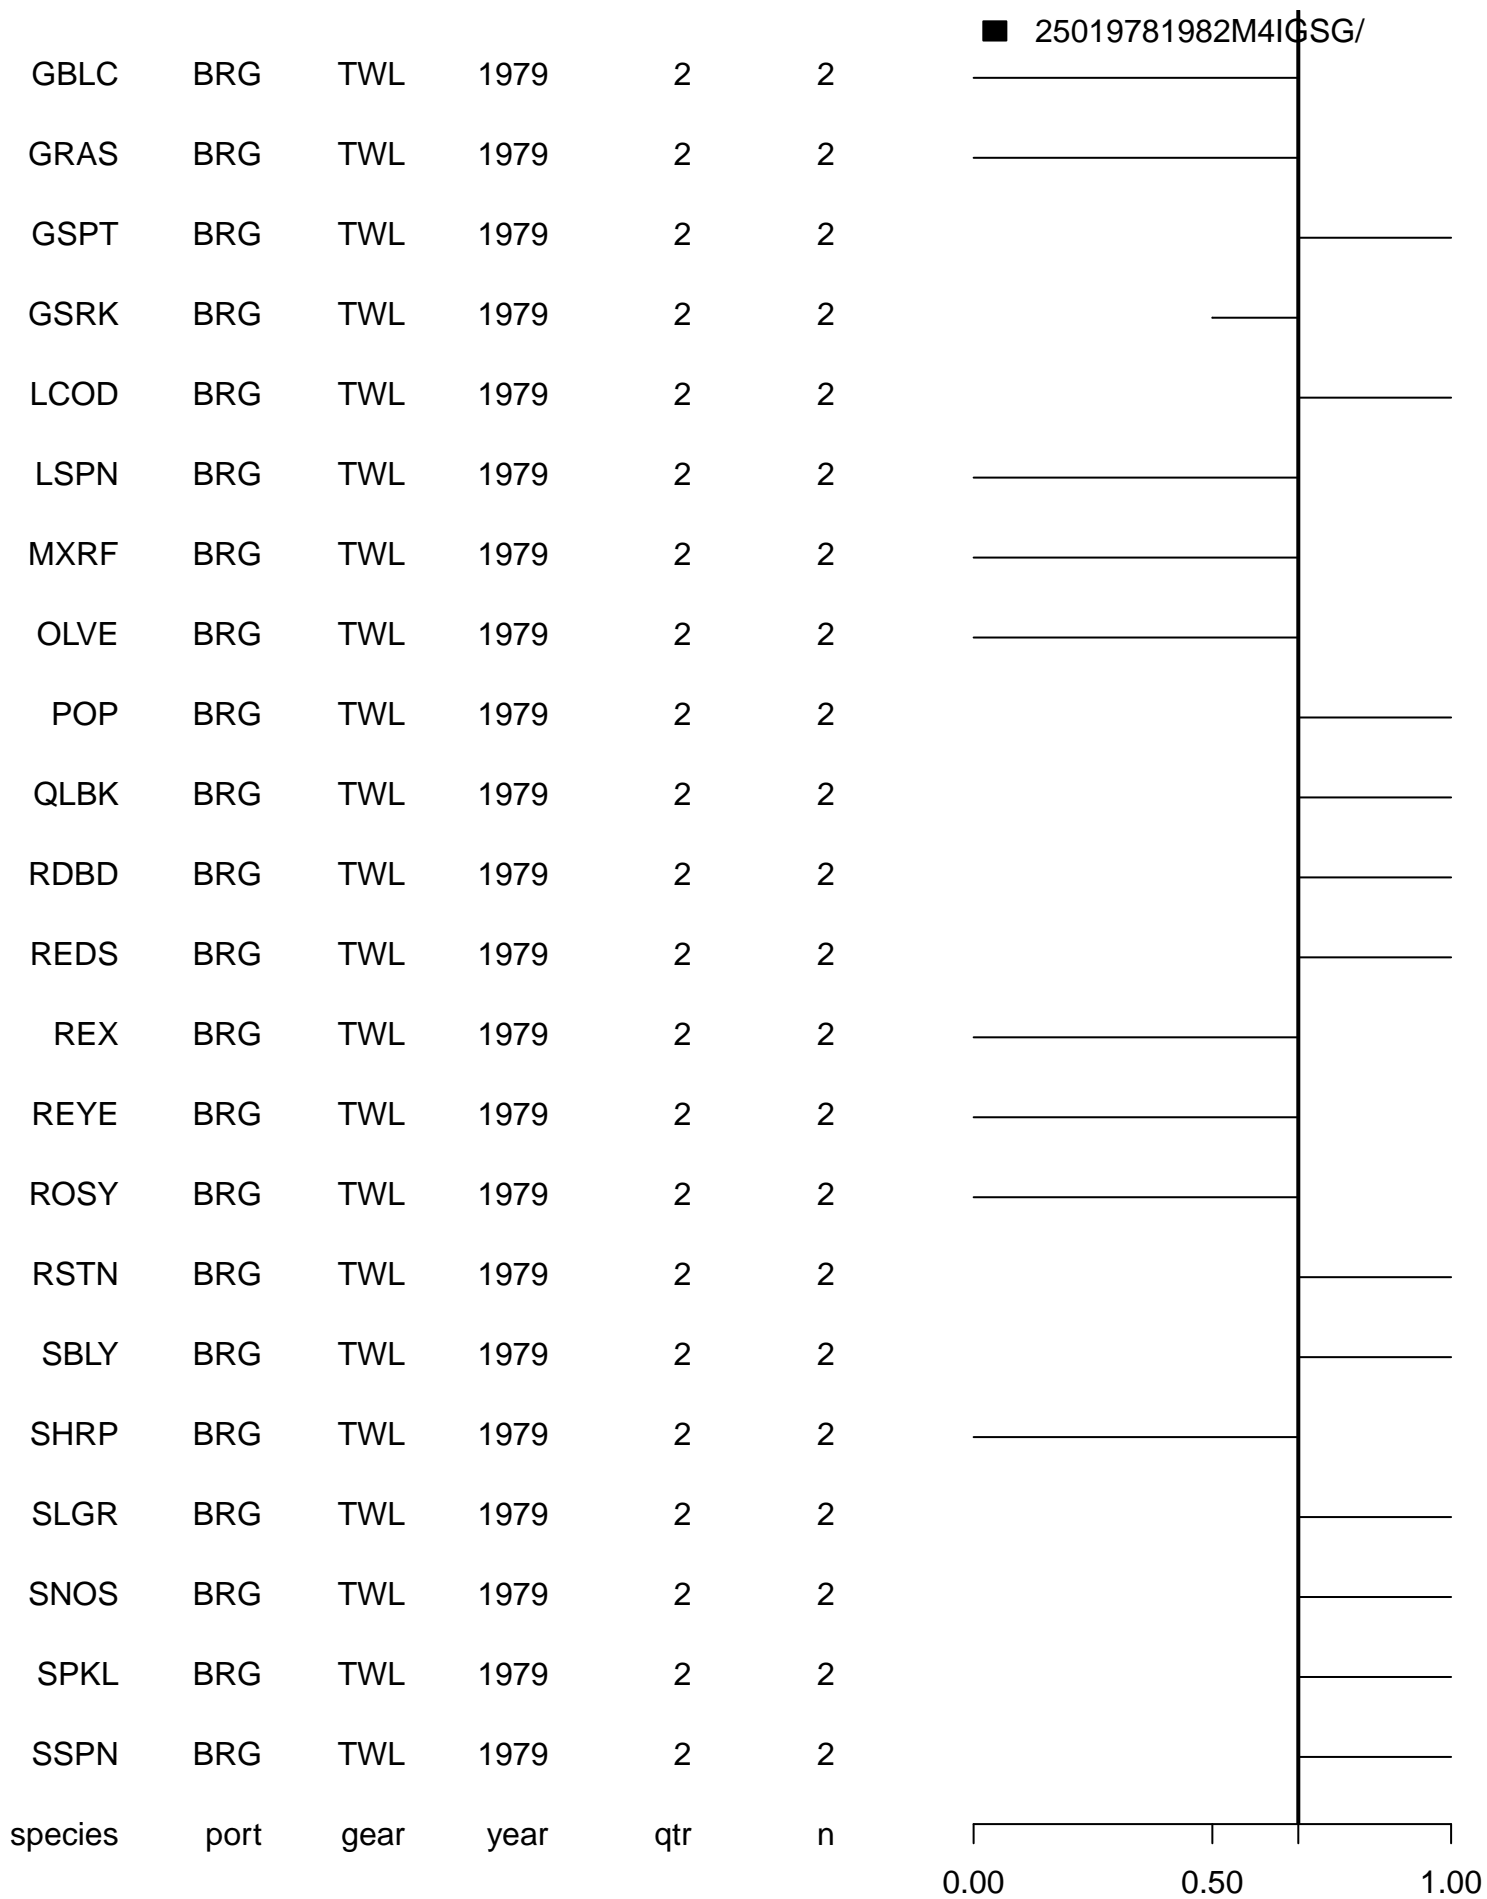 25019781982M4IGSG/
GBLC BRG TWL 1979 2 2
GRAS BRG TWL 1979 2 2
GSPT BRG TWL 1979 2 2
GSRK BRG TWL 1979 2 2
LCOD BRG TWL 1979 2 2
LSPN BRG TWL 1979 2 2
MXRF BRG TWL 1979 2 2
OLVE BRG TWL 1979 2 2
POP BRG TWL 1979 2 2
QLBK BRG TWL 1979 2 2
RDBD BRG TWL 1979 2 2
REDS BRG TWL 1979 2 2
REX BRG TWL 1979 2 2
REYE BRG TWL 1979 2 2
ROSY BRG TWL 1979 2 2
RSTN BRG TWL 1979 2 2
SBLY BRG TWL 1979 2 2
SHRP BRG TWL 1979 2 2
SLGR BRG TWL 1979 2 2
SNOS BRG TWL 1979 2 2
SPKL BRG TWL 1979 2 2
SSPN BRG TWL 1979 2 2
species port gear year qtr n
0.00 0.50 1.00